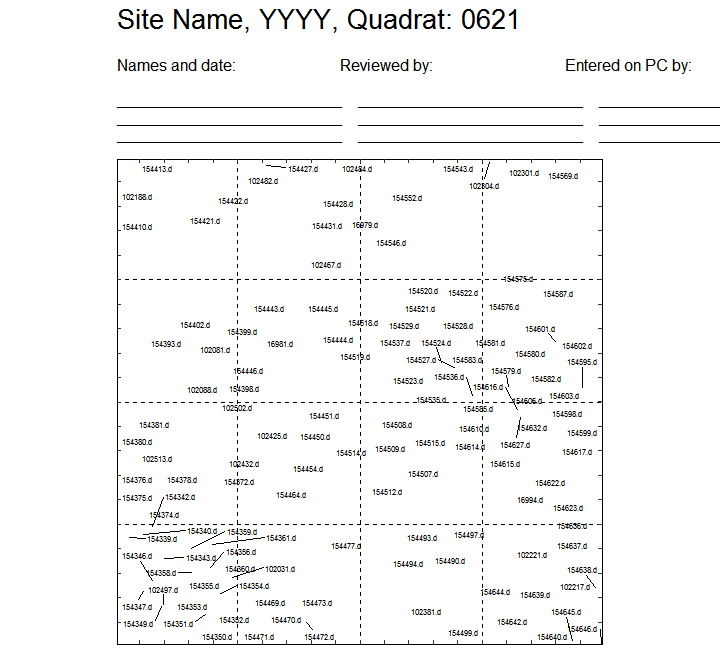 Site Name, YYYY, Quadrat: 0621
Names and date: Reviewed by: Entered on PC by:
154413.d 154427.d 102484.d 154543.d 102301.d 154569.d
102482.d 102304.d
102188.d 154422.d 154428.d 154552.d
154410.d 154421.d 154431.d 16979.d
154546.d
102467.d
154575.d
154520.d 154522.d 154587.d
154443.d 154445.d 154521.d 154576.d
154402.d 154399.d 154518.d 154529.d 154528.d 154601.d
154393.d 102081.d 16981.d 154444.d 154537.d 154524.d 154581.d 154602.d
154519.d 154527.d 154583.d 154580.d 154595.d
154446.d 154523.d 154536.d 154579.d 154582.d
102088.d 154398.d 154616.d 154603.d
102502.d 154535.d 154585.d 154606.d
154381.d 154451.d 154508.d 154610.d 154632.d 154598.d
154380.d 102425.d 154450.d 154515.d 154614.d 154627.d 154599.d
102513.d 102432.d 154514.d 154509.d 154615.d 154617.d
154376.d 154378.d 154372.d 154454.d 154507.d 154622.d
154375.d 154342.d 154464.d 154512.d 16994.d
154374.d 154623.d
154340.d 154359.d 154636.d
154339.d 154361.d 154493.d 154497.d
154346.d 154343.d 154356.d 154477.d 102221.d 154637.d
154358.d 154360.d 102031.d 154494.d 154490.d 154638.d
102497.d 154355.d 154354.d 154644.d 154639.d 102217.d
154347.d 154353.d 154469.d 154473.d 102381.d 154645.d
154349.d 154351.d 154352.d 154470.d 154642.d 154646.d
154350.d 154471.d 154472.d 154499.d 154640.d